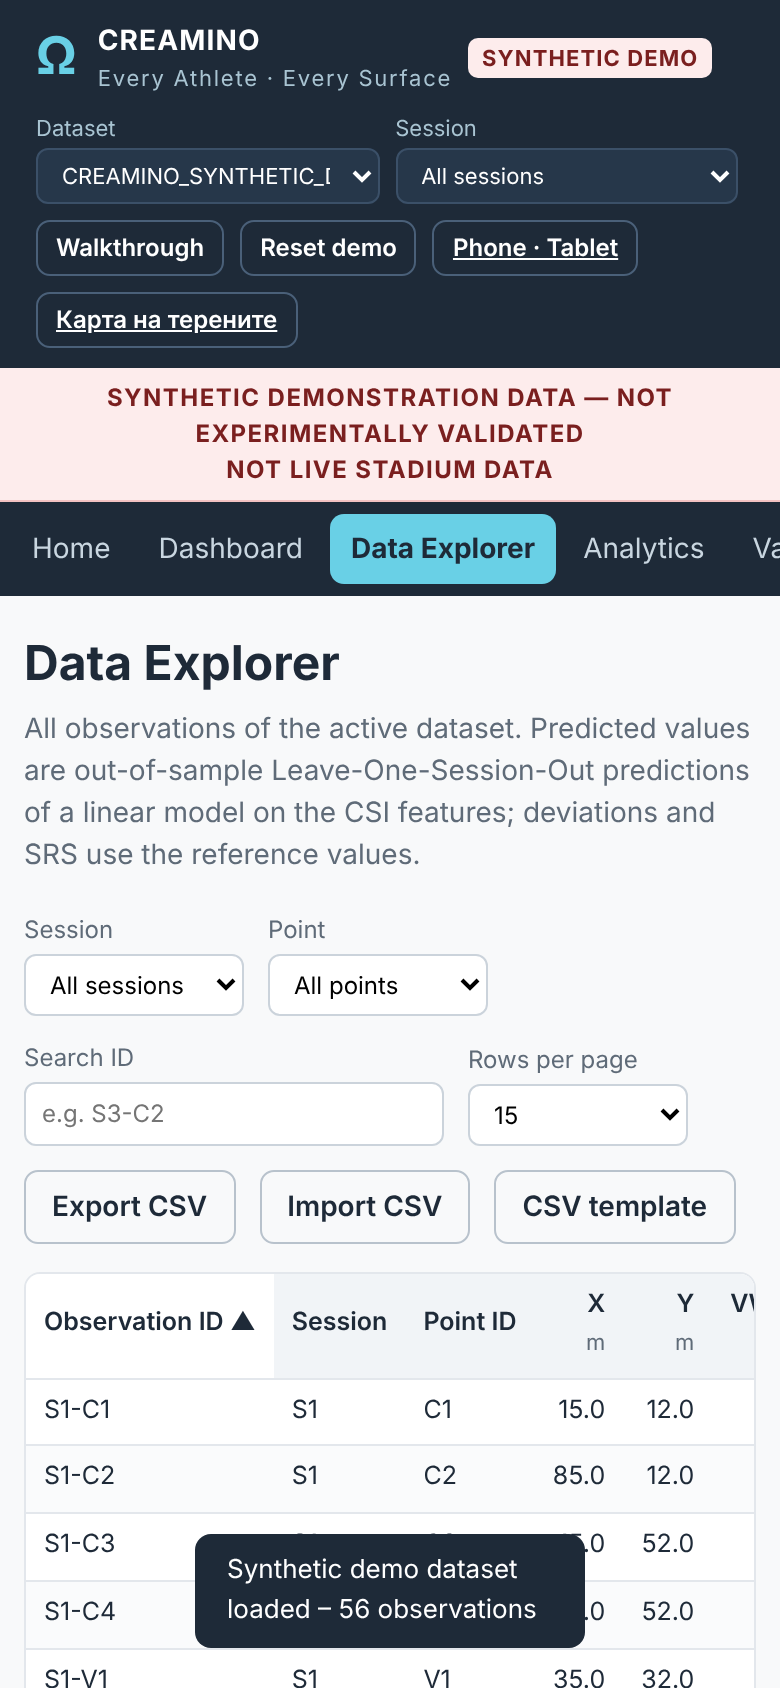 Ω CREAMINO
Every Athlete · Every Surface
SYNTHETIC DEMO
Dataset Session
CREAMINO_SYNTHETIC_ All sessions
Walkthrough Reset demo Phone · Tablet
Карта на терените
SYNTHETIC DEMONSTRATION DATA — NOT
EXPERIMENTALLY VALIDATED
NOT LIVE STADIUM DATA
Home Dashboard Data Explorer Analytics
Data Explorer
All observations of the active dataset. Predicted values
are out-of-sample Leave-One-Session-Out predictions
of a linear model on the CSI features; deviations and
SRS use the reference values.
Session Point
All sessions All points
Search ID Rows per page
e.g. S3-C2 15
Export CSV Import CSV CSV template
Observation ID ▲ Session Point ID X Y
m m
S1-C1 S1 C1 15.0 12.0
S1-C2 S1 C2 85.0 12.0
S1-C3 52.0
S1-C4 52.0
Synthetic demo dataset
loaded – 56 observations
S1-V1 S1 V1 35.0 32.0